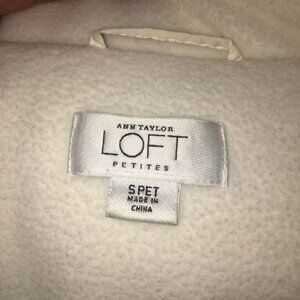 ANN TAYLOR
LOFT
PETITES
S PET
MADE IN
CHINA